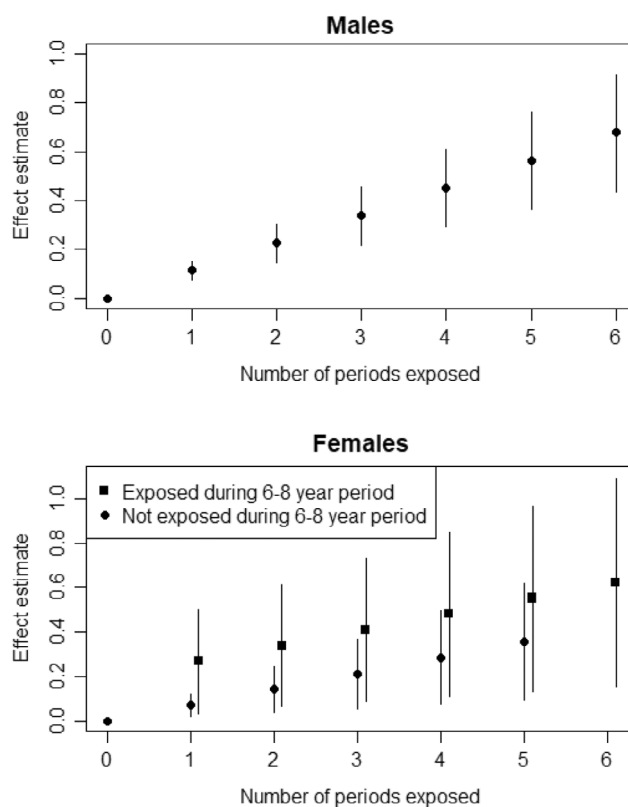 Males
Effect estimate
0.0 0.2 0.4 0.6 0.8 1.0
0 1 2 3 4 5 6
Number of periods exposed
Females
Exposed during 6-8 year period
Not exposed during 6-8 year period
Effect estimate
0.0 0.2 0.4 0.6 0.8 1.0
0 1 2 3 4 5 6
Number of periods exposed